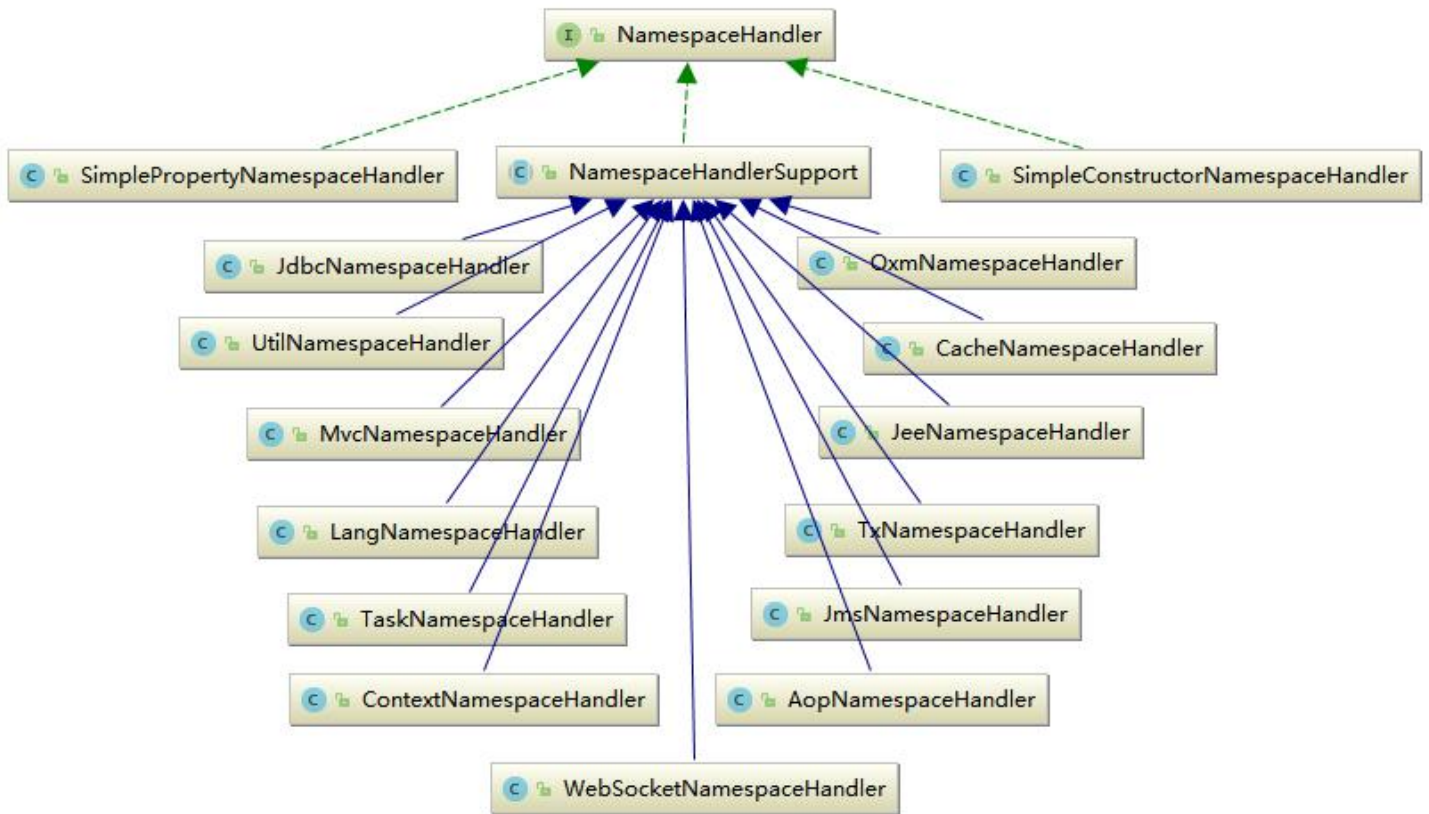 I NamespaceHandler
C SimplePropertyNamespaceHandler
C NamespaceHandlerSupport
C SimpleConstructorNamespaceHandler
C JdbcNamespaceHandler
C OxmNamespaceHandler
C UtilNamespaceHandler
C CacheNamespaceHandler
C MvcNamespaceHandler
C JeeNamespaceHandler
C LangNamespaceHandler
C TxNamespaceHandler
C TaskNamespaceHandler
C JmsNamespaceHandler
C ContextNamespaceHandler
C AopNamespaceHandler
C WebSocketNamespaceHandler